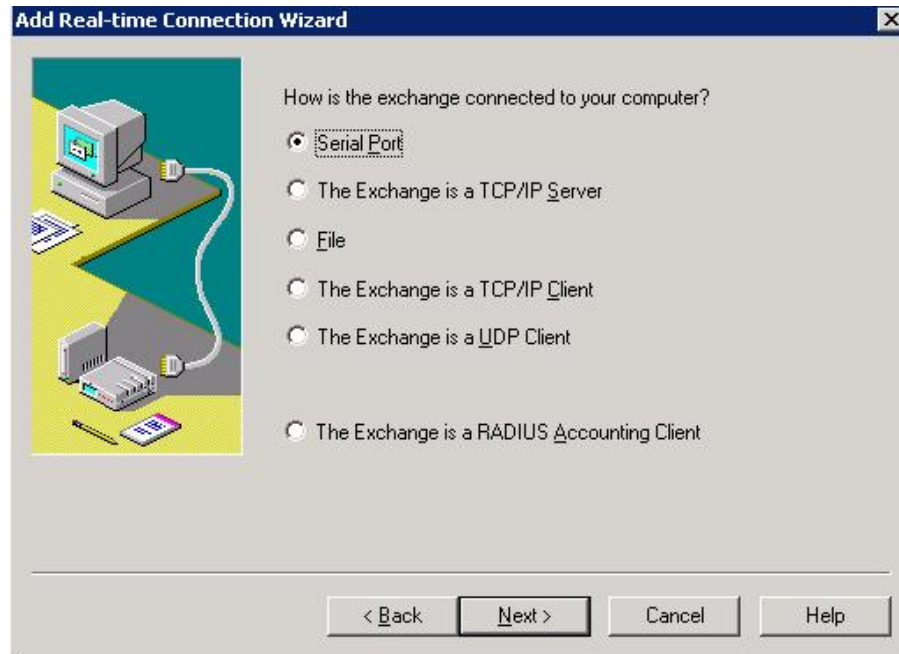 Add Real-time Connection Wizard
How is the exchange connected to your computer?
Serial Port
The Exchange is a TCP/IP Server
File
The Exchange is a TCP/IP Client
The Exchange is a UDP Client
The Exchange is a RADIUS Accounting Client
< Back Next > Cancel Help